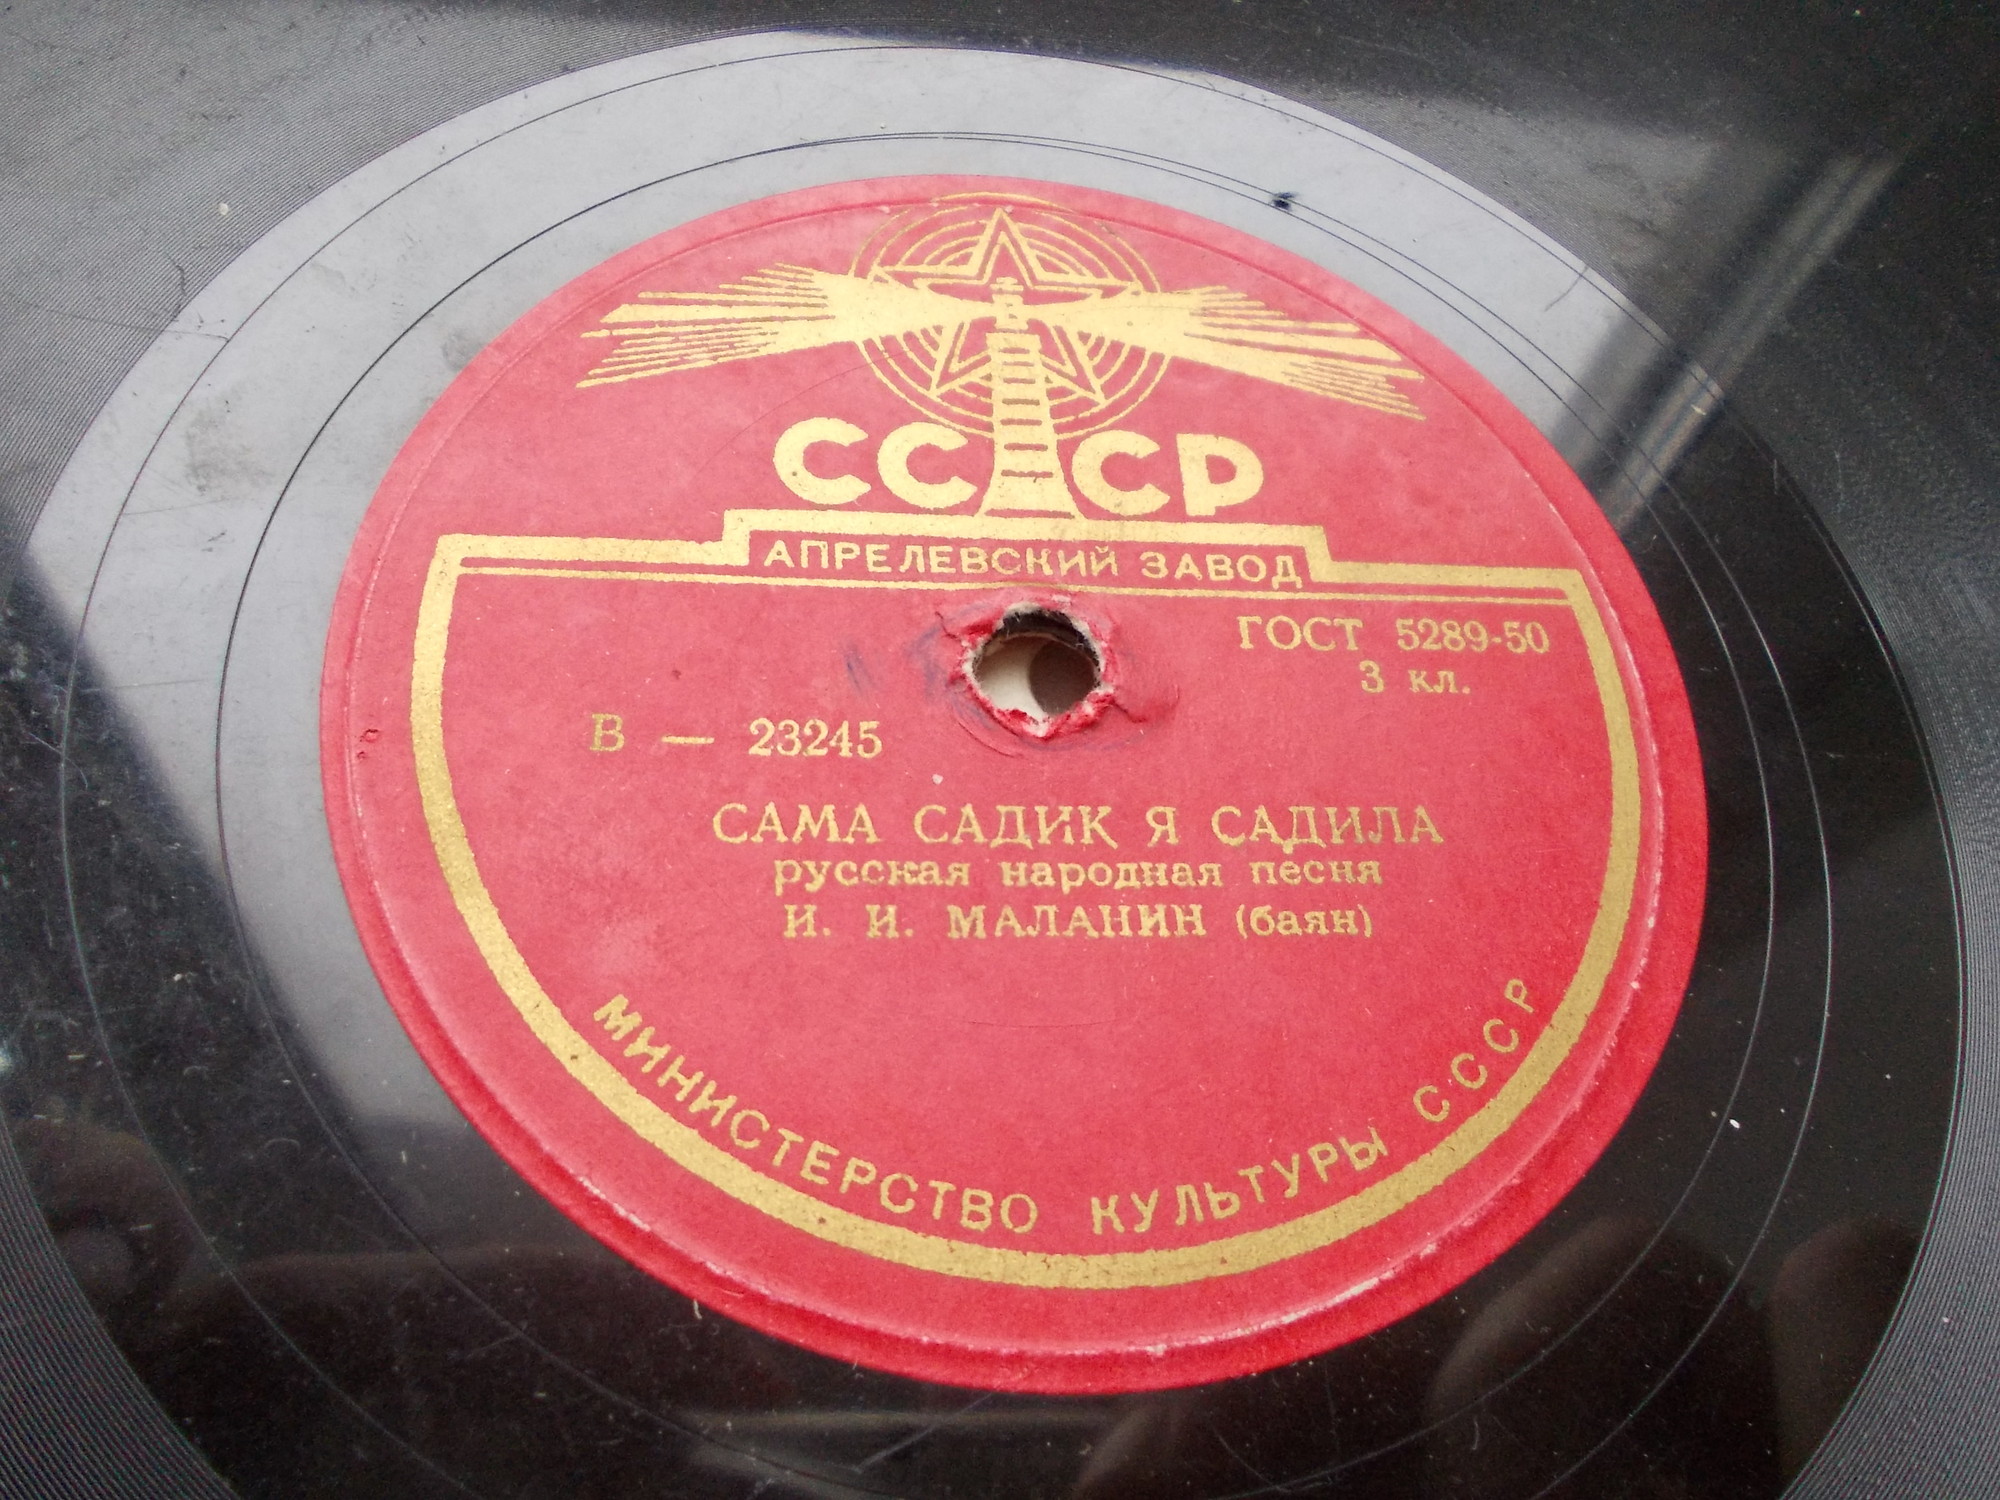 СССР
АПРЕЛЕВСКИЙ ЗАВОД
ГОСТ 5289-50
3 кл.
В — 23245
САМА САДИК Я САДИЛА
русская народная песня
И. И. МАЛАНИН (баян)
МИНИСТЕРСТВО КУЛЬТУРЫ СССР